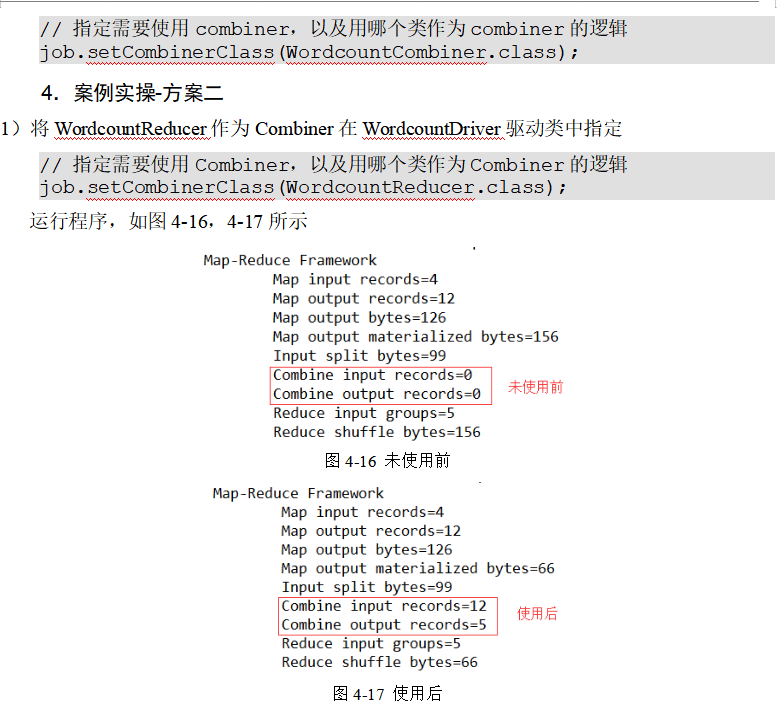 // 指定需要使用 combiner，以及用哪个类作为 combiner 的逻辑
job.setCombinerClass(WordcountCombiner.class);
4．案例实操-方案二
1）将 WordcountReducer 作为 Combiner 在 WordcountDriver 驱动类中指定
// 指定需要使用 Combiner，以及用哪个类作为 Combiner 的逻辑
job.setCombinerClass(WordcountReducer.class);
运行程序，如图 4-16，4-17 所示
Map-Reduce Framework
Map input records=4
Map output records=12
Map output bytes=126
Map output materialized bytes=156
Input split bytes=99
Combine input records=0
未使用前
Combine output records=0
Reduce input groups=5
Reduce shuffle bytes=156
图 4-16 未使用前
Map-Reduce Framework
Map input records=4
Map output records=12
Map output bytes=126
Map output materialized bytes=66
Input split bytes=99
Combine input records=12
使用后
Combine output records=5
Reduce input groups=5
Reduce shuffle bytes=66
图 4-17 使用后